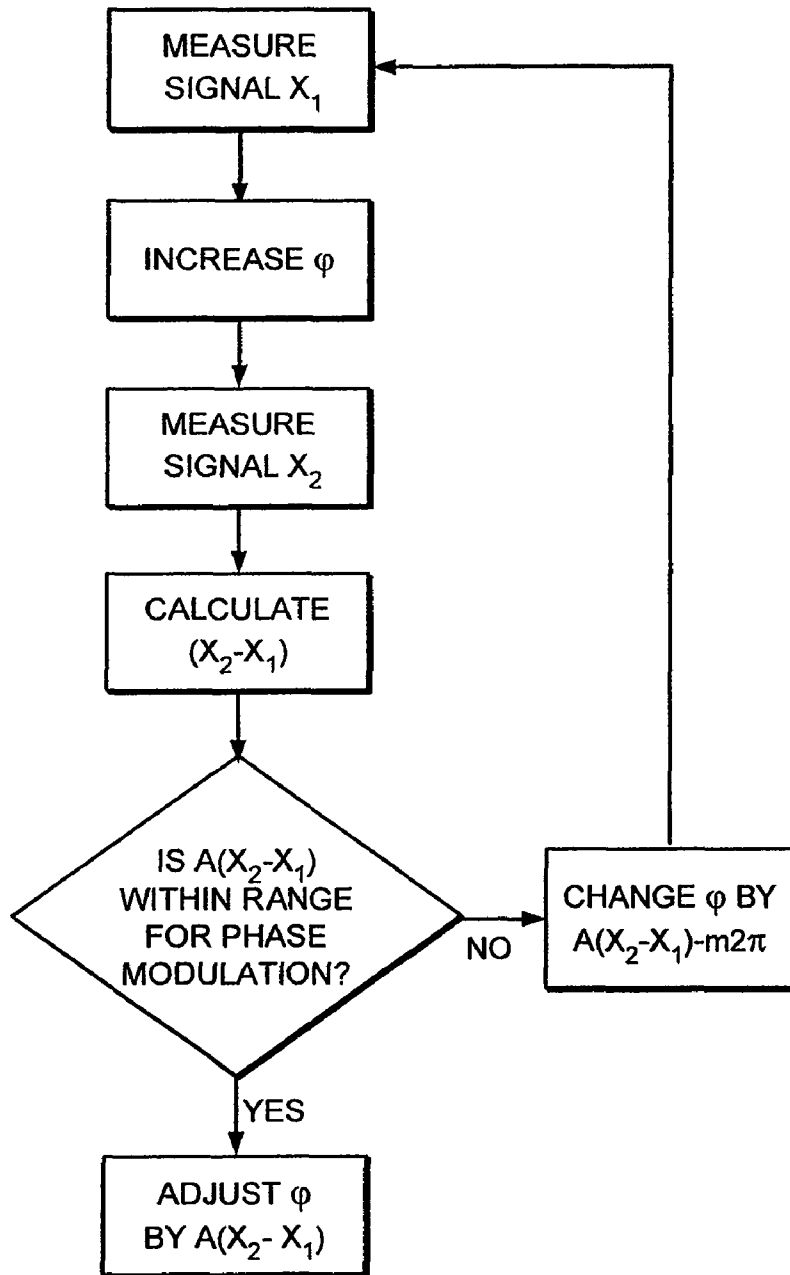 MEASURE
SIGNAL X₁
INCREASE φ
MEASURE
SIGNAL X₂
CALCULATE
(X₂-X₁)
IS A(X₂-X₁)
WITHIN RANGE
FOR PHASE
MODULATION?
NO
CHANGE φ BY
A(X₂-X₁)-m2π
YES
ADJUST φ
BY A(X₂- X₁)